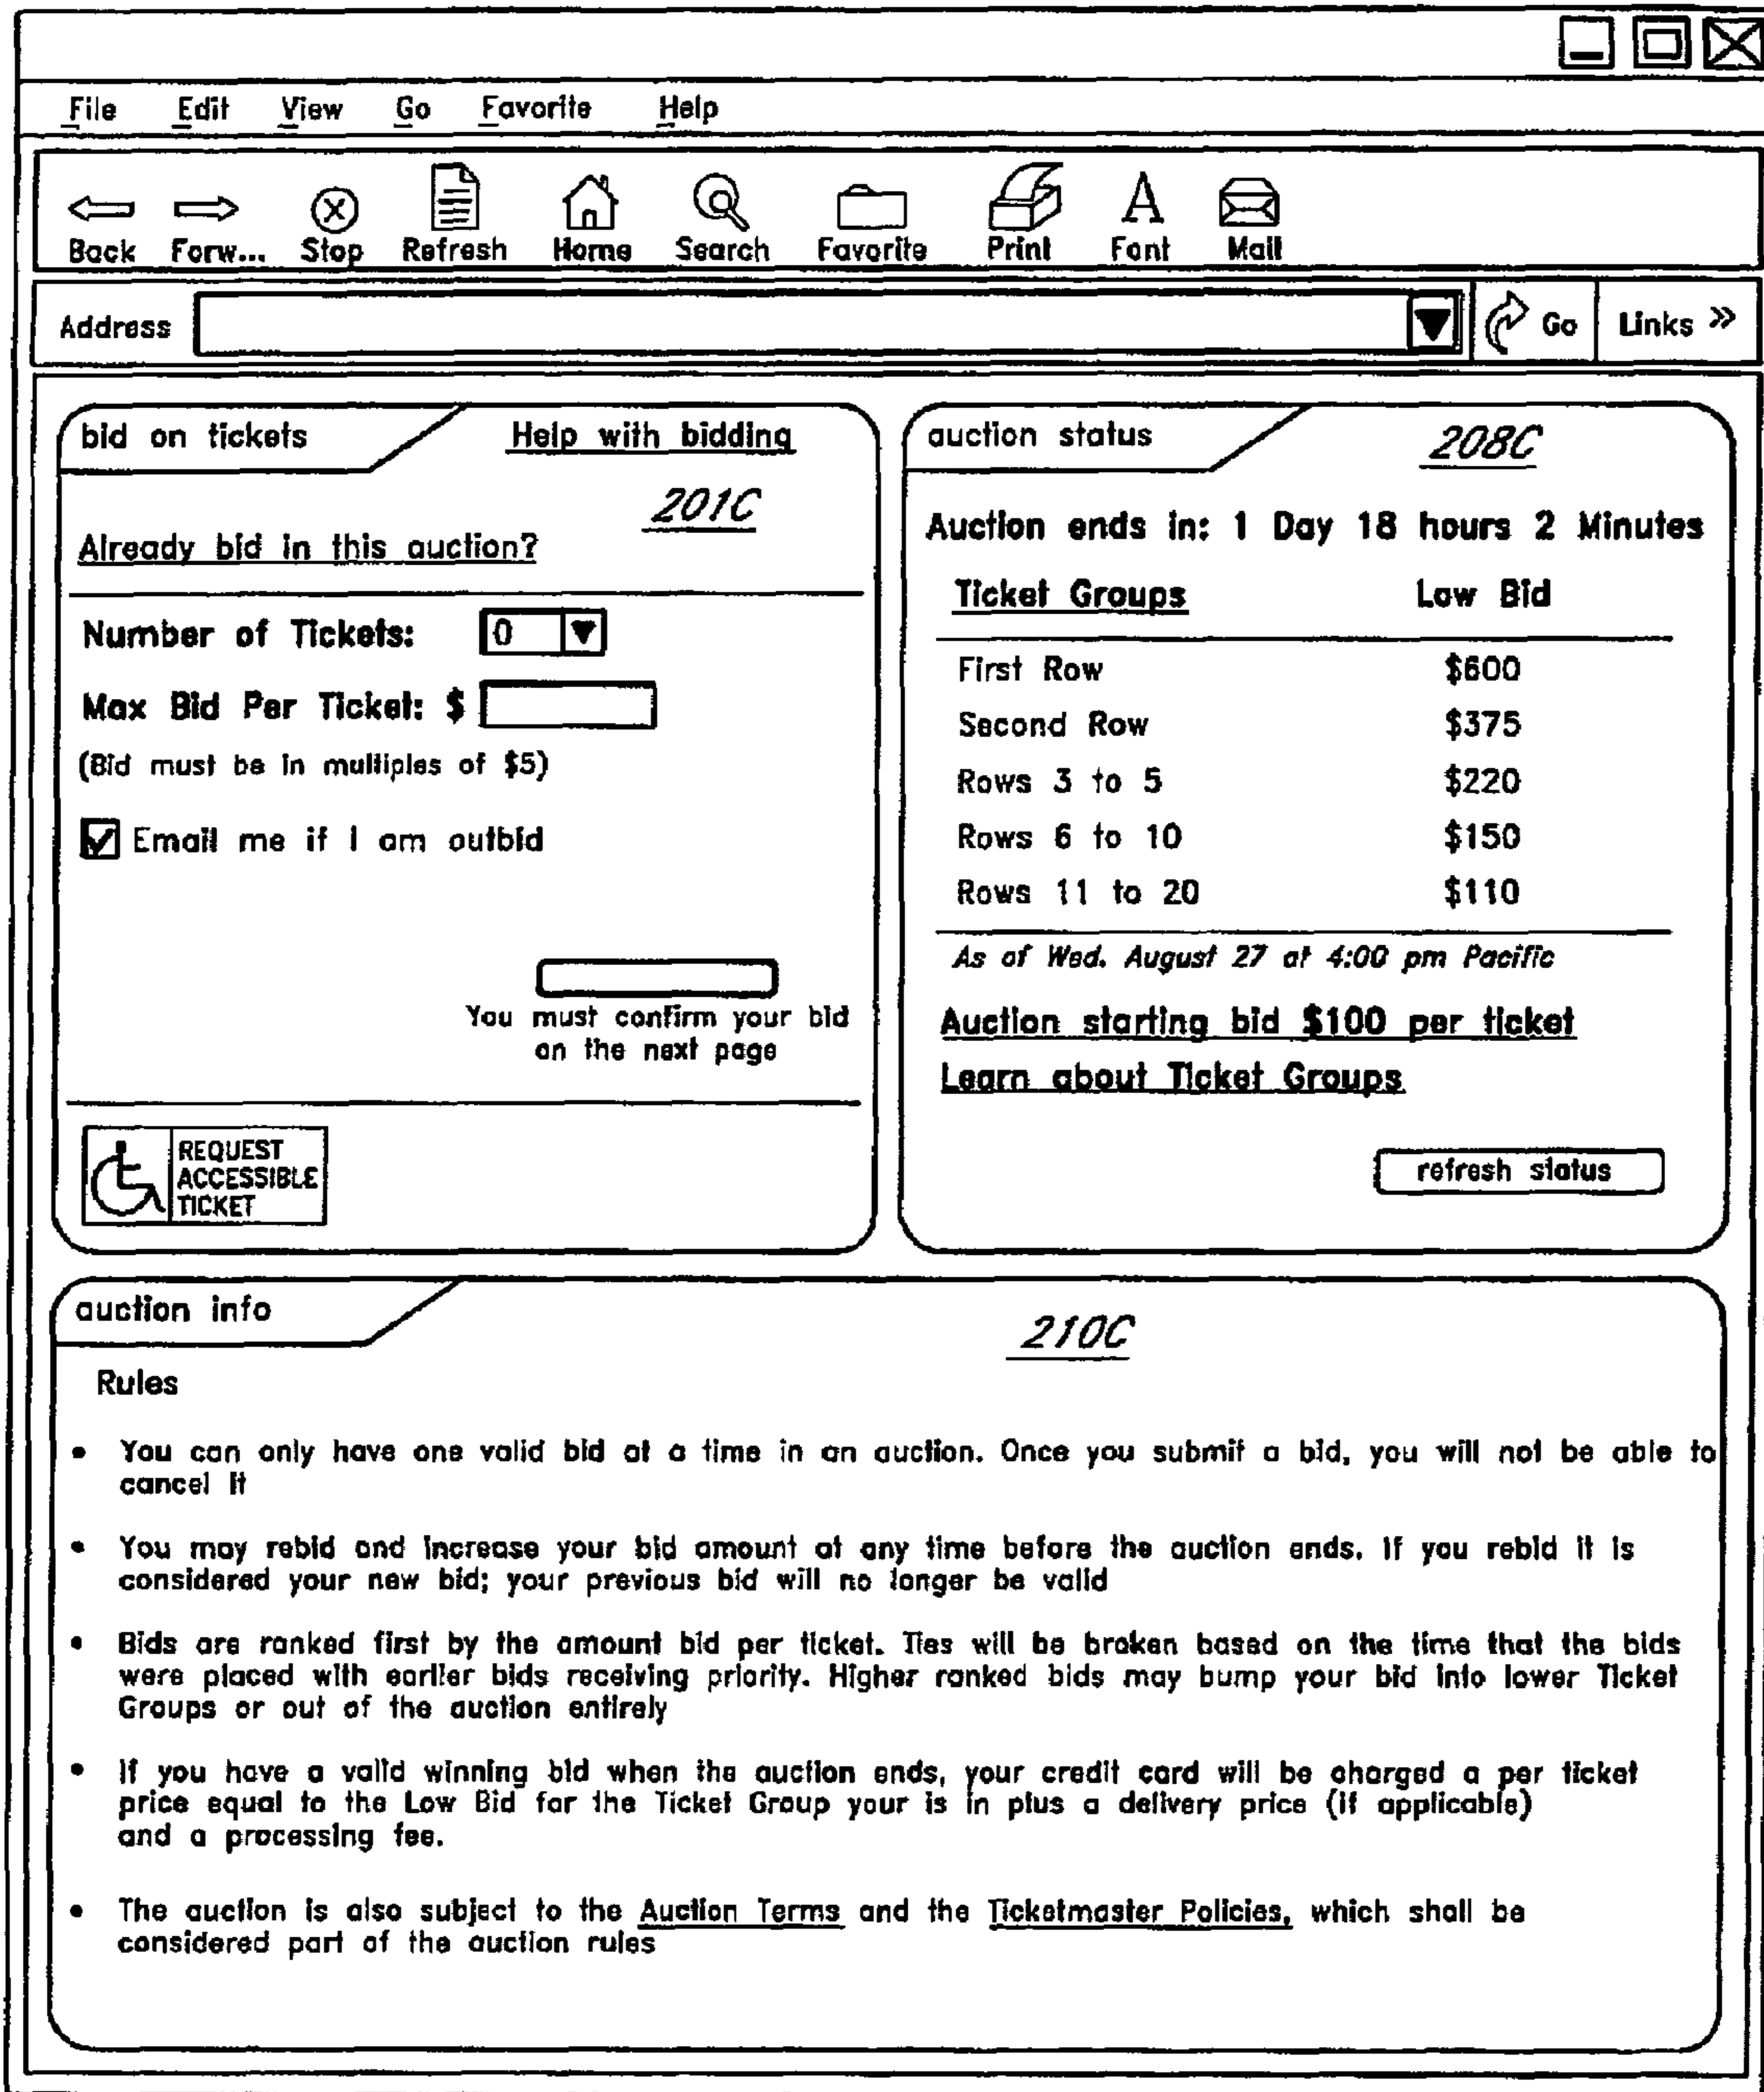 File Edit View Go Favorite Help
Back Forw... Stop Refresh Home Search Favorite Print Font Mail
Address Go Links »
bid on tickets Help with bidding
201C
Already bid in this auction?
Number of Tickets: 0
Max Bid Per Ticket: $
(Bid must be in multiples of $5)
Email me if I am outbid
You must confirm your bid
on the next page
REQUEST
ACCESSIBLE
TICKET
auction status 208C
Auction ends in: 1 Day 18 hours 2 Minutes
Ticket Groups Low Bid
First Row $600
Second Row $375
Rows 3 to 5 $220
Rows 6 to 10 $150
Rows 11 to 20 $110
As of Wed. August 27 at 4:00 pm Pacific
Auction starting bid $100 per ticket
Learn about Ticket Groups
refresh status
auction info
210C
Rules
• You can only have one valid bid at a time in an auction. Once you submit a bid, you will not be able to
cancel it
• You may rebid and increase your bid amount at any time before the auction ends. If you rebid it is
considered your new bid; your previous bid will no longer be valid
• Bids are ranked first by the amount bid per ticket. Ties will be broken based on the time that the bids
were placed with earlier bids receiving priority. Higher ranked bids may bump your bid into lower Ticket
Groups or out of the auction entirely
• If you have a valid winning bid when the auction ends, your credit card will be charged a per ticket
price equal to the Low Bid for the Ticket Group your is in plus a delivery price (if applicable)
and a processing fee.
• The auction is also subject to the Auction Terms and the Ticketmaster Policies, which shall be
considered part of the auction rules